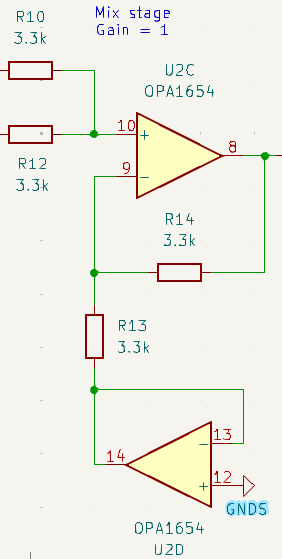 R10
3.3k
Mix stage
Gain = 1
U2C
OPA1654
10
+
8
R12
3.3k
9
−
R14
3.3k
R13
3.3k
13
−
14
12
+
GNDS
OPA1654
U2D